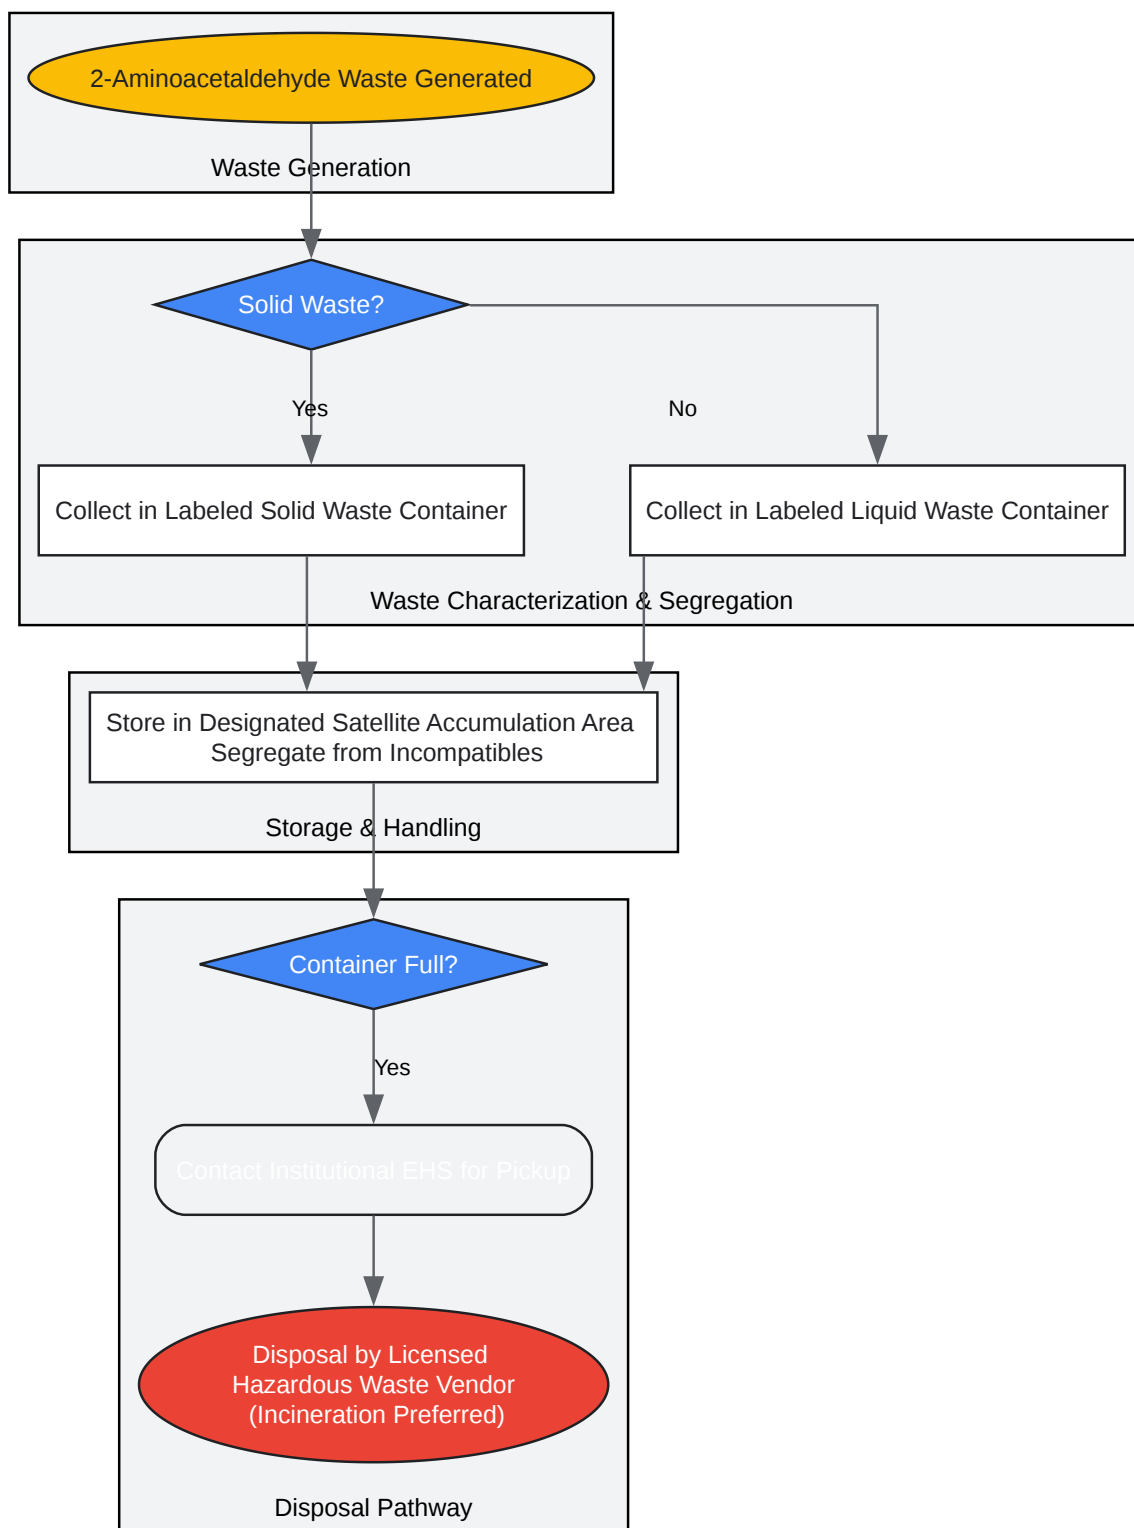 2-Aminoacetaldehyde Waste Generated
Waste Generation
Solid Waste?
Yes
No
Collect in Labeled Solid Waste Container
Collect in Labeled Liquid Waste Container
Waste Characterization & Segregation
Store in Designated Satellite Accumulation Area
Segregate from Incompatibles
Storage & Handling
Container Full?
Yes
Contact Institutional EHS for Pickup
Disposal by Licensed
Hazardous Waste Vendor
(Incineration Preferred)
Disposal Pathway